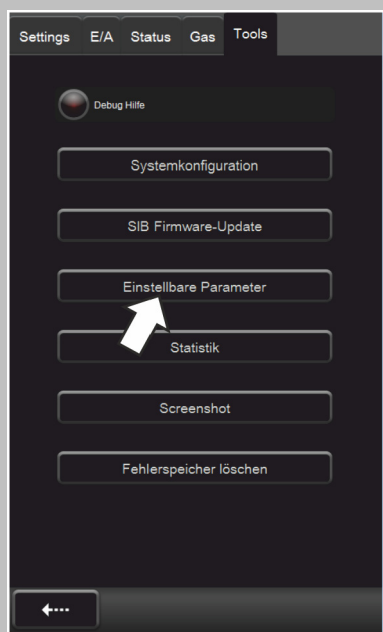 Settings E/A Status Gas Tools
Debug Hilfe
Systemkonfiguration
SIB Firmware-Update
Einstellbare Parameter
Statistik
Screenshot
Fehlerspeicher löschen